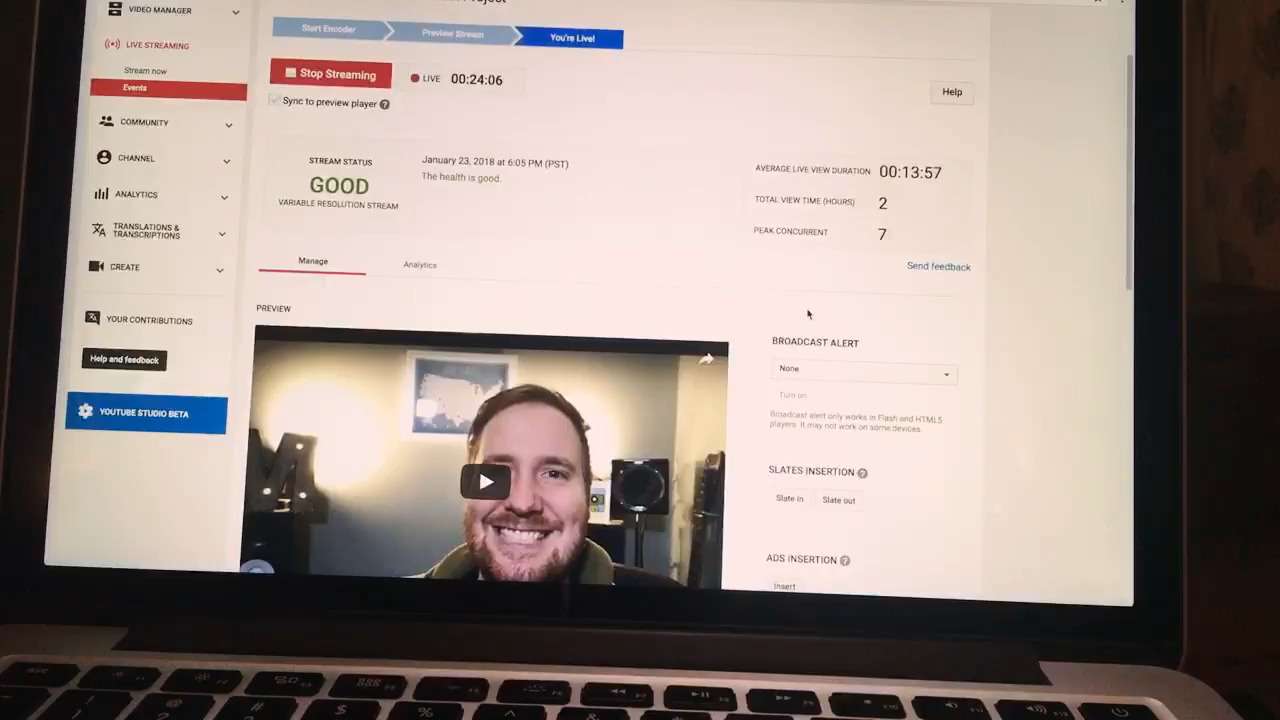 VIDEO MANAGER
LIVE STREAMING
Stream now
Events
COMMUNITY
CHANNEL
ANALYTICS
TRANSLATIONS &
TRANSCRIPTIONS
CREATE
YOUR CONTRIBUTIONS
Help and feedback
YOUTUBE STUDIO BETA
Start Encoder
Preview Stream
You're Live!
Stop Streaming
LIVE 00:24:06
Help
Sync to preview player
STREAM STATUS
GOOD
VARIABLE RESOLUTION STREAM
January 23, 2018 at 6:05 PM (PST)
The health is good.
AVERAGE LIVE VIEW DURATION 00:13:57
TOTAL VIEW TIME (HOURS) 2
PEAK CONCURRENT 7
Send feedback
Manage
Analytics
PREVIEW
BROADCAST ALERT
None
Turn on
Broadcast alert only works in Flash and HTML5
players. It may not work on some devices.
SLATES INSERTION
Slate in
Slate out
ADS INSERTION
Insert